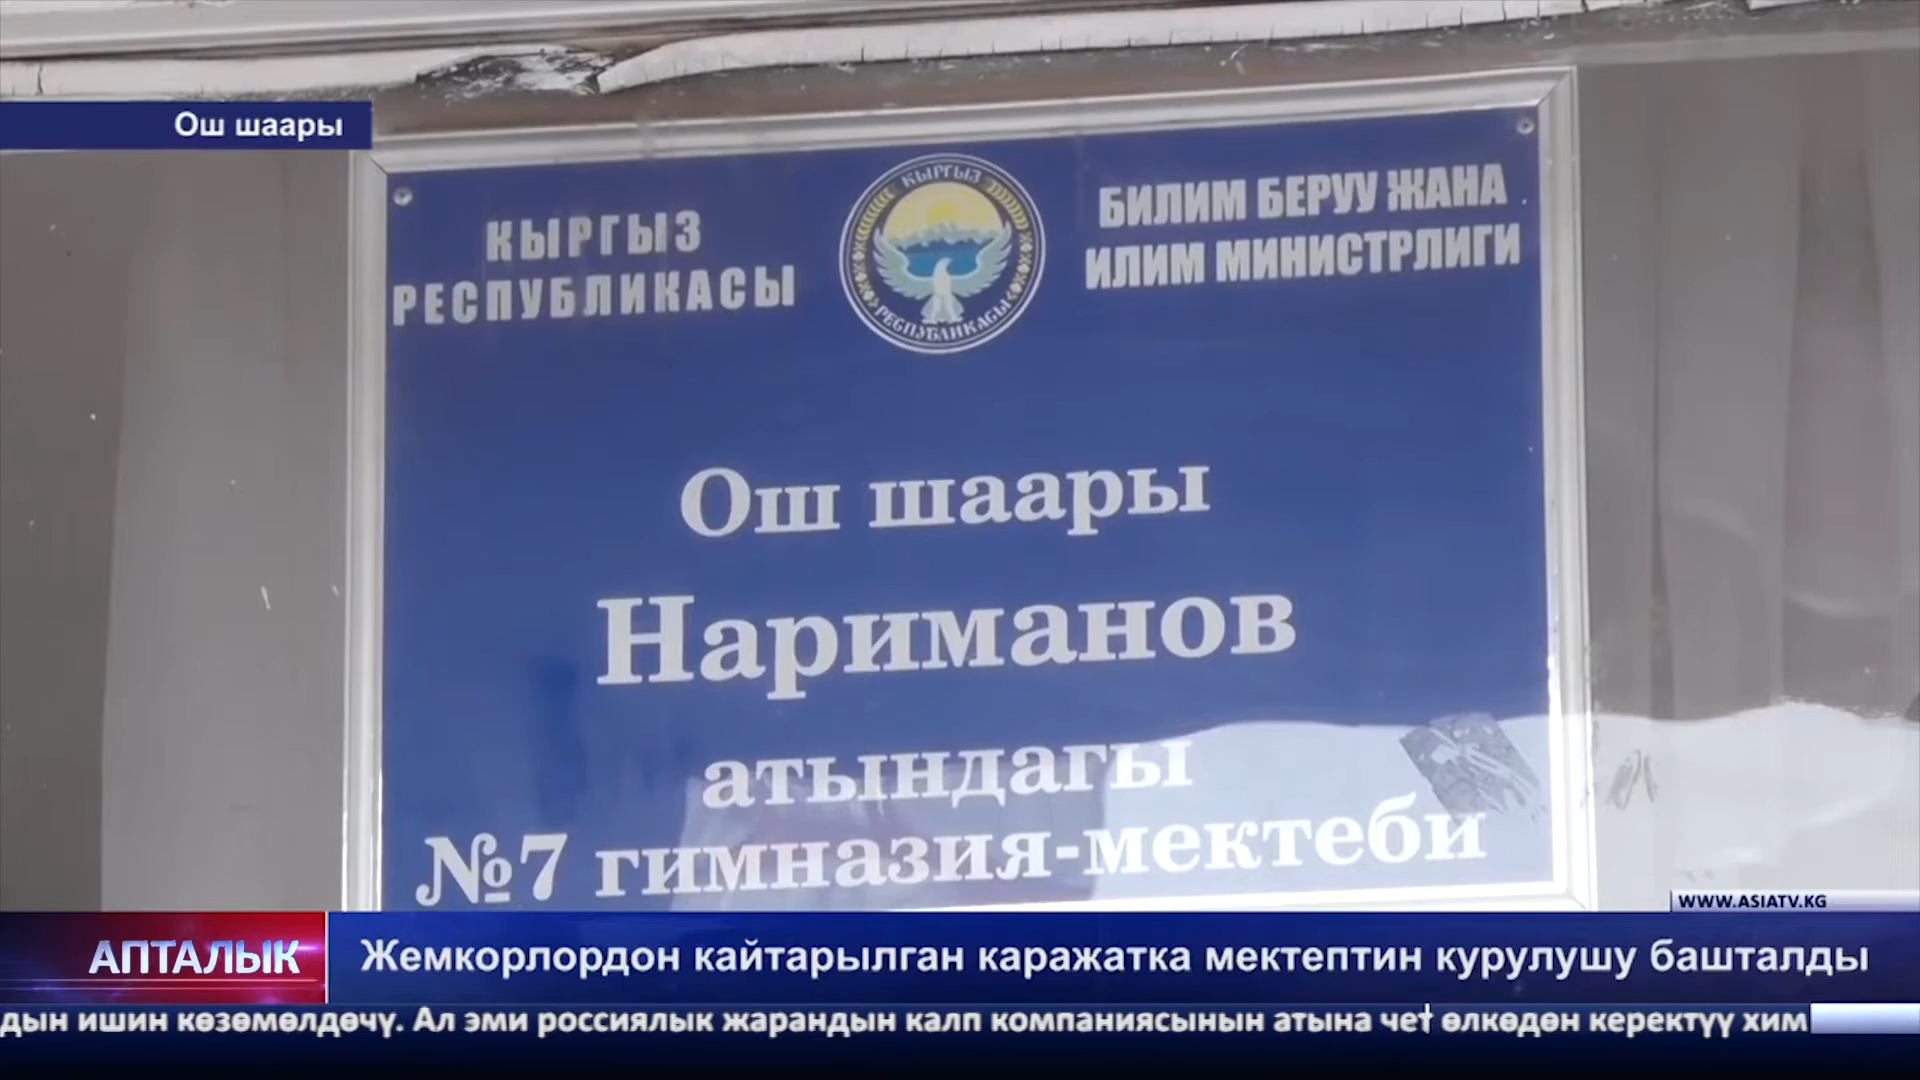 Ош шаары
КЫРГЫЗ
РЕСПУБЛИКАСЫ
КЫРГЫЗ
РЕСПУБЛИКАСЫ
БИЛИМ БЕРУУ ЖАНА
ИЛИМ МИНИСТРЛИГИ
Ош шаары
Нариманов
атындагы
№7 гимназия-мектеби
WWW.ASIATV.KG
АПТАЛЫК
Жемкорлордон кайтарылган каражатка мектептин курулушу башталды
дын ишин көзөмөлдөчү. Ал эми россиялык жарандын калп компаниясынын атына чет өлкөдөн керектүү хим